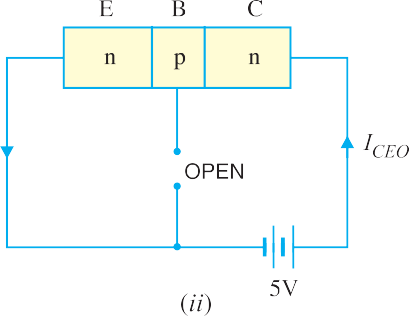 E B C
n p n
I_CEO
OPEN
5V
(ii)